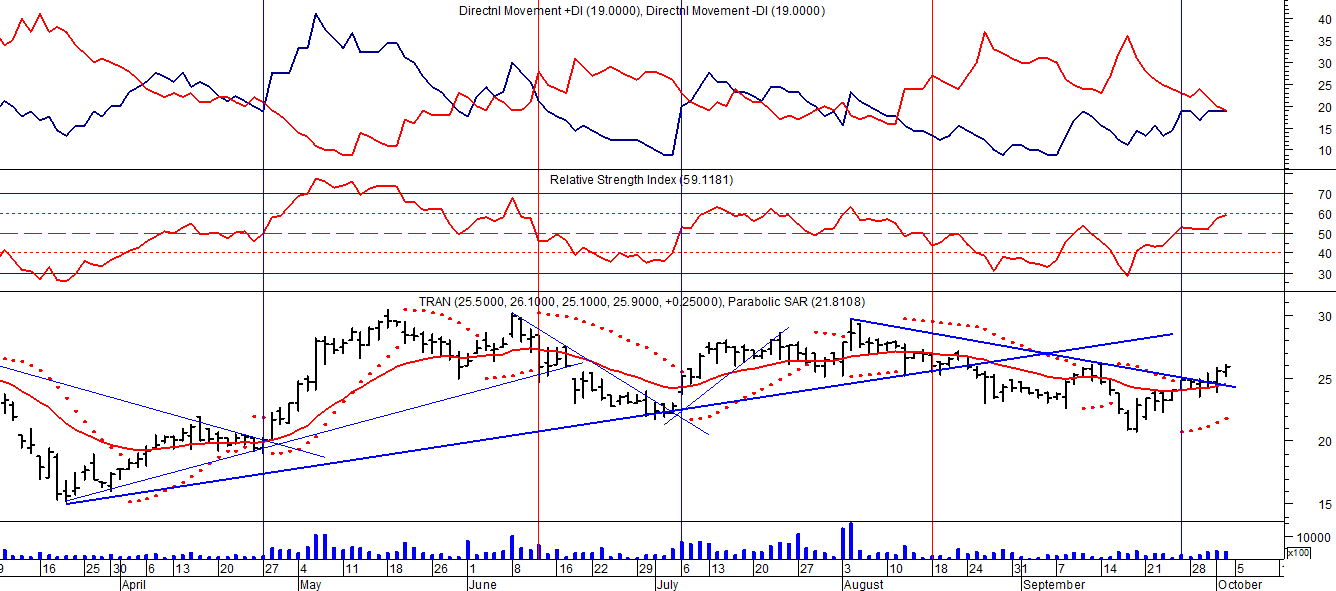 Directnl Movement +DI (19.0000), Directnl Movement -DI (19.0000)
40
35
30
25
20
15
10
Relative Strength Index (59.1181)
70
60
50
40
30
TRAN (25.5000, 26.1000, 25.1000, 25.9000, +0.25000), Parabolic SAR (21.8108)
30
25
20
15
10000
x100
9 16 25 30 6 13 20 27 4 11 18 26 1 8 16 22 29 6 13 20 27 3 10 18 24 31 7 14 21 28 5 1
April May June July August September October